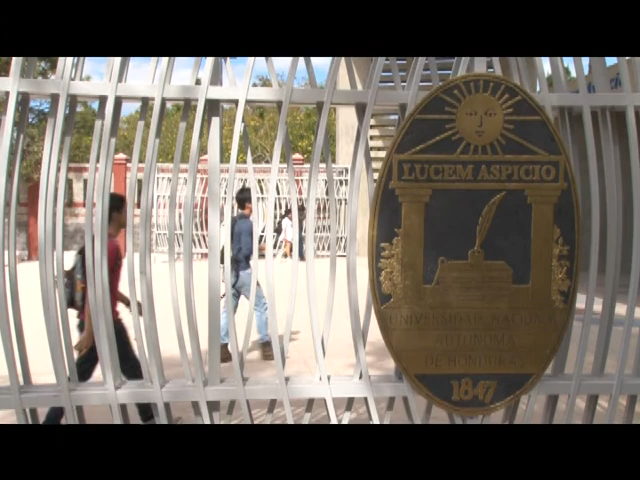 LUCEM ASPICIO
UNIVERSIDAD NACIONAL
AUTONOMA
DE HONDURAS
1847